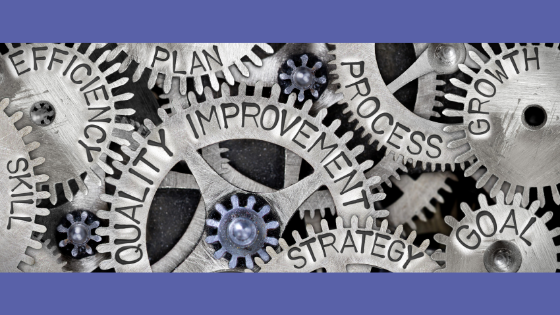 EFFICIENCY
PLAN
PROCESS
GROWTH
SKILL
QUALITY IMPROVEMENT
STRATEGY
GOAL